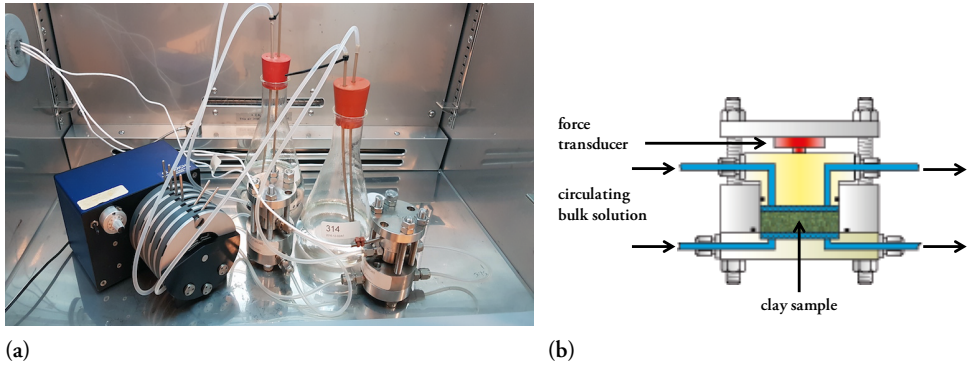 314
force
transducer
circulating
bulk solution
clay sample
(a)
(b)